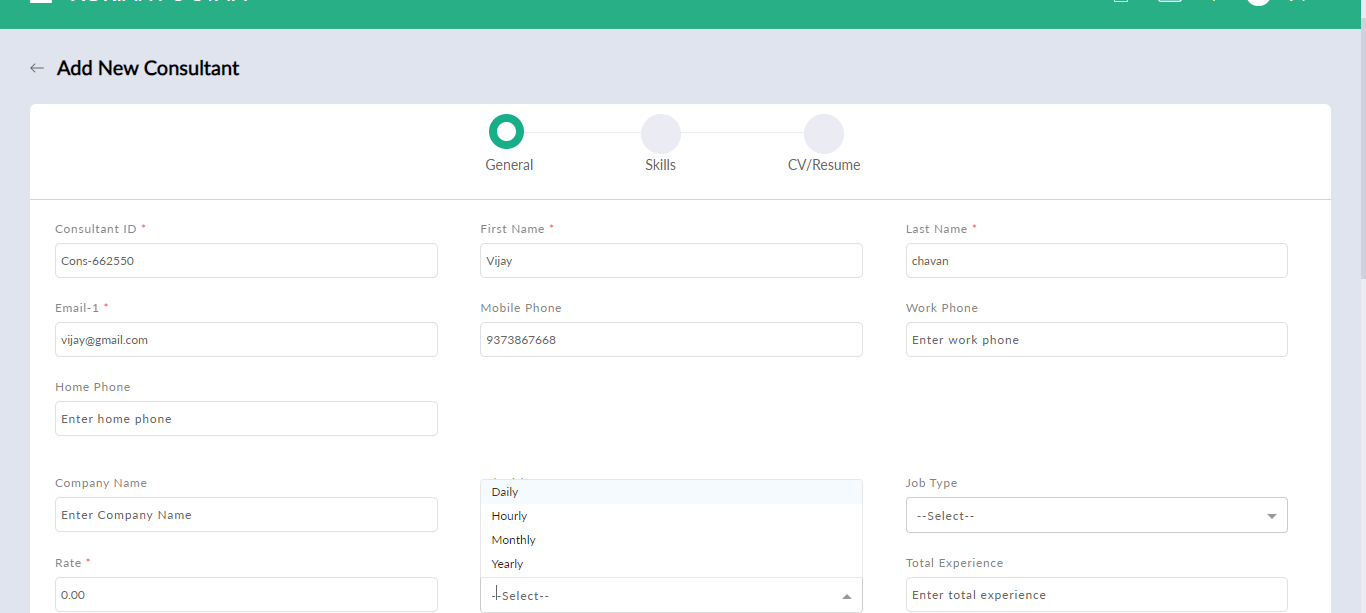 Add New Consultant
General
Skills
CV/Resume
Consultant ID *
First Name *
Last Name *
Cons-662550
Vijay
chavan
Email-1 *
Mobile Phone
Work Phone
vijay@gmail.com
9373867668
Enter work phone
Home Phone
Enter home phone
Company Name
Job Type
Enter Company Name
Daily
Hourly
Monthly
Yearly
--Select--
Rate *
Total Experience
0.00
--Select--
Enter total experience